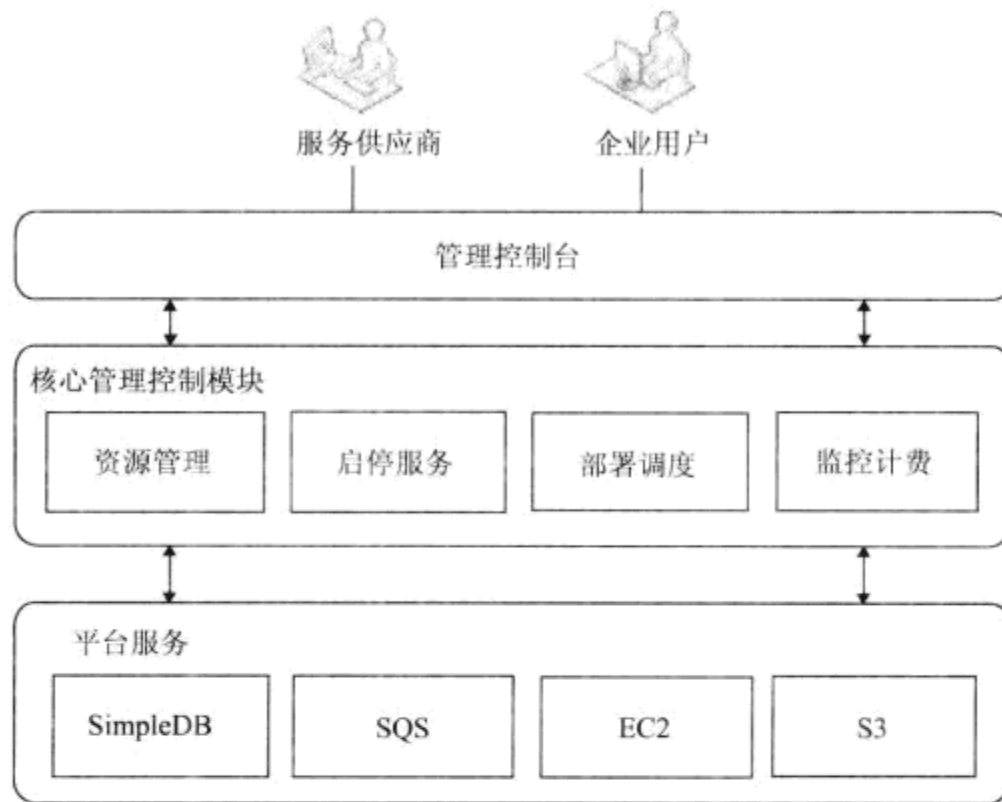 服务供应商
企业用户
管理控制台
核心管理控制模块
资源管理
启停服务
部署调度
监控计费
平台服务
SimpleDB
SQS
EC2
S3